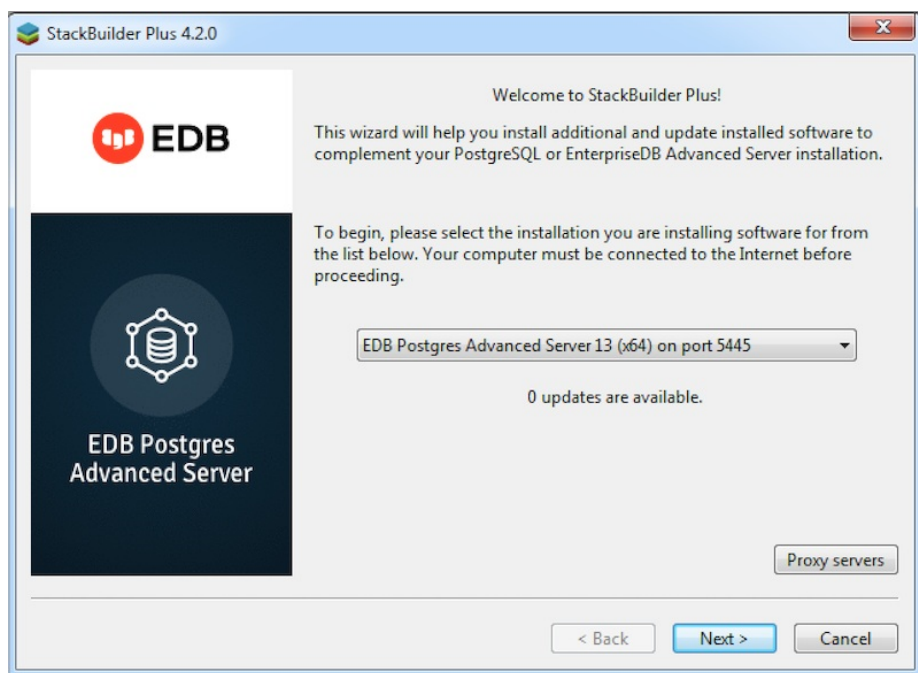 StackBuilder Plus 4.2.0
EDB
EDB Postgres
Advanced Server
Welcome to StackBuilder Plus!
This wizard will help you install additional and update installed software to
complement your PostgreSQL or EnterpriseDB Advanced Server installation.
To begin, please select the installation you are installing software for from
the list below. Your computer must be connected to the Internet before
proceeding.
EDB Postgres Advanced Server 13 (x64) on port 5445
0 updates are available.
Proxy servers
< Back
Next >
Cancel